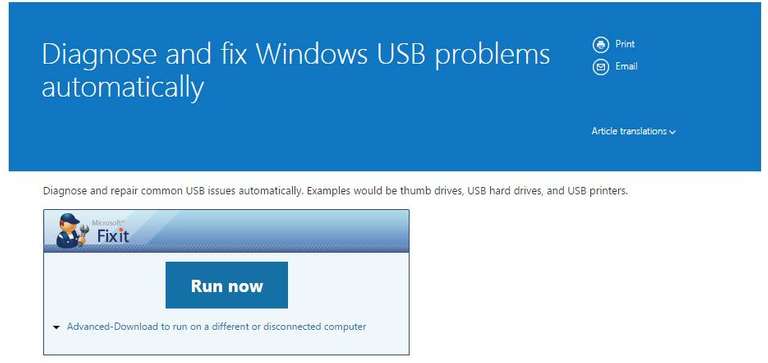 Diagnose and fix Windows USB problems
automatically
Print
Email
Article translations
Diagnose and repair common USB issues automatically. Examples would be thumb drives, USB hard drives, and USB printers.
Microsoft
Fixit
Run now
Advanced-Download to run on a different or disconnected computer